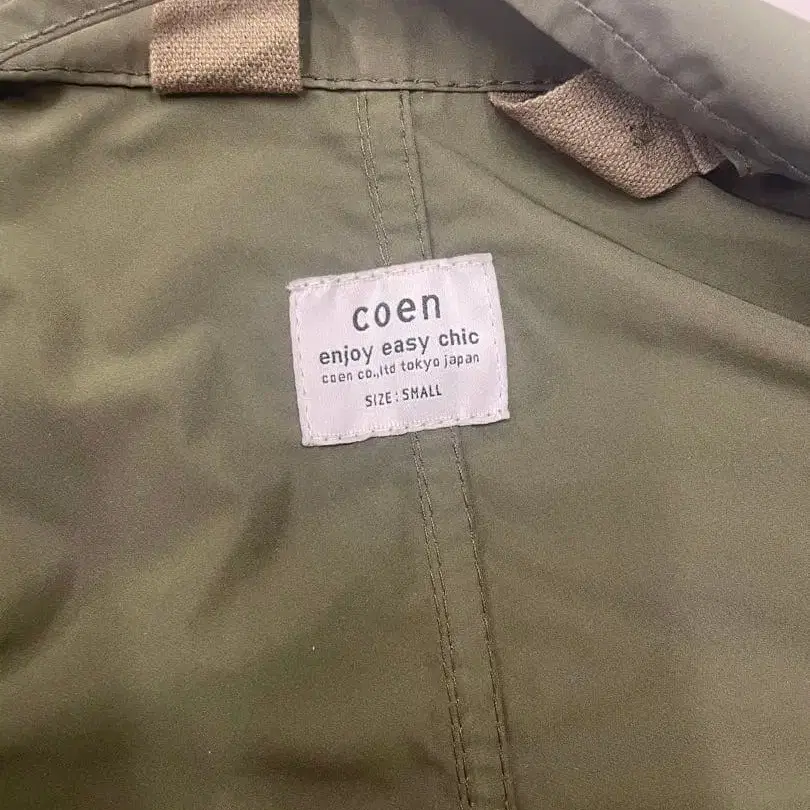 coen
enjoy easy chic
coen co.,ltd tokyo japan
SIZE : SMALL